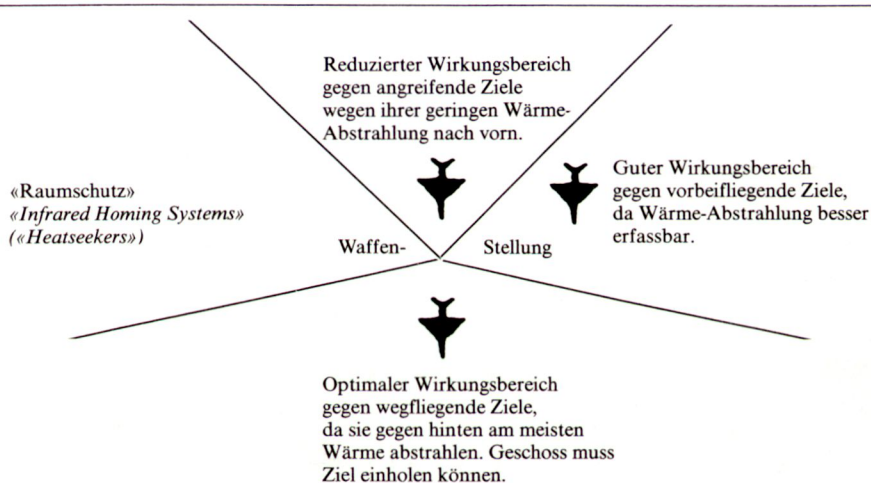 Reduzierter Wirkungsbereich
gegen angreifende Ziele
wegen ihrer geringen Wärme-
Abstrahlung nach vorn.
«Raumschutz»
«Infrared Homing Systems»
(«Heatseekers»)
Guter Wirkungsbereich
gegen vorbeifliegende Ziele,
da Wärme-Abstrahlung besser
erfassbar.
Waffen- Stellung
Optimaler Wirkungsbereich
gegen wegfliegende Ziele,
da sie gegen hinten am meisten
Wärme abstrahlen. Geschoss muss
Ziel einholen können.